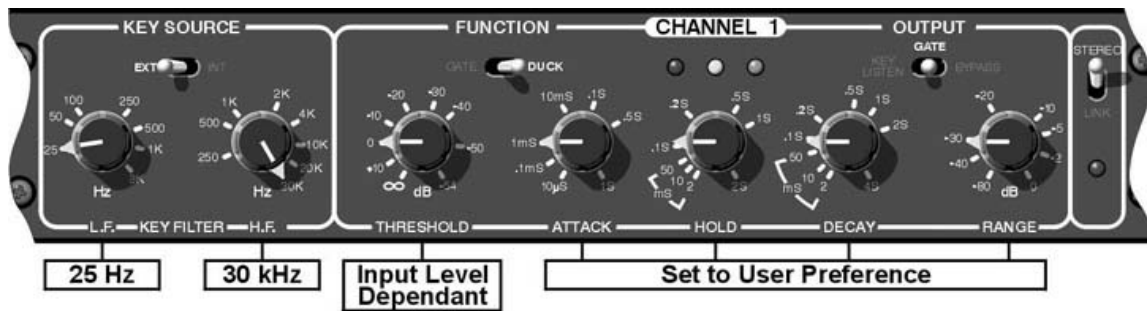 KEY SOURCE
FUNCTION
CHANNEL 1
OUTPUT
EXT
INT
GATE
DUCK
GATE
KEY
LISTEN
BYPASS
STEREO
LINK
25
50
100
250
500
1K
3K
Hz
250
500
1K
2K
4K
10K
20K
30K
Hz
∞
+10
0
-10
-20
-30
-40
-50
-54
dB
10µS
.1mS
1mS
10mS
.1S
.5S
1S
2
10
50
mS
.1S
.2S
.5S
1S
2S
2
10
50
mS
.1S
.2S
.5S
1S
2S
4S
-80
-40
-30
-20
-10
-5
-2
0
dB
L.F. KEY FILTER H.F.
THRESHOLD
ATTACK
HOLD
DECAY
RANGE
25 Hz
30 kHz
Input Level
Dependant
Set to User Preference